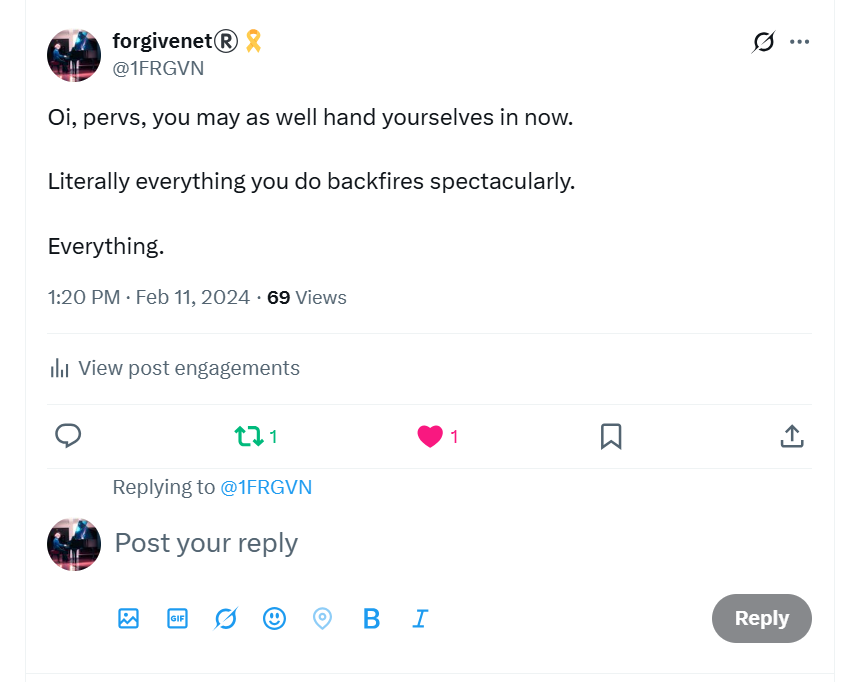 forgivenet®🎗
@1FRGVN
Oi, pervs, you may as well hand yourselves in now.
Literally everything you do backfires spectacularly.
Everything.
1:20 PM · Feb 11, 2024 · 69 Views
View post engagements
1 1
Replying to @1FRGVN
Post your reply
GIF B I
Reply